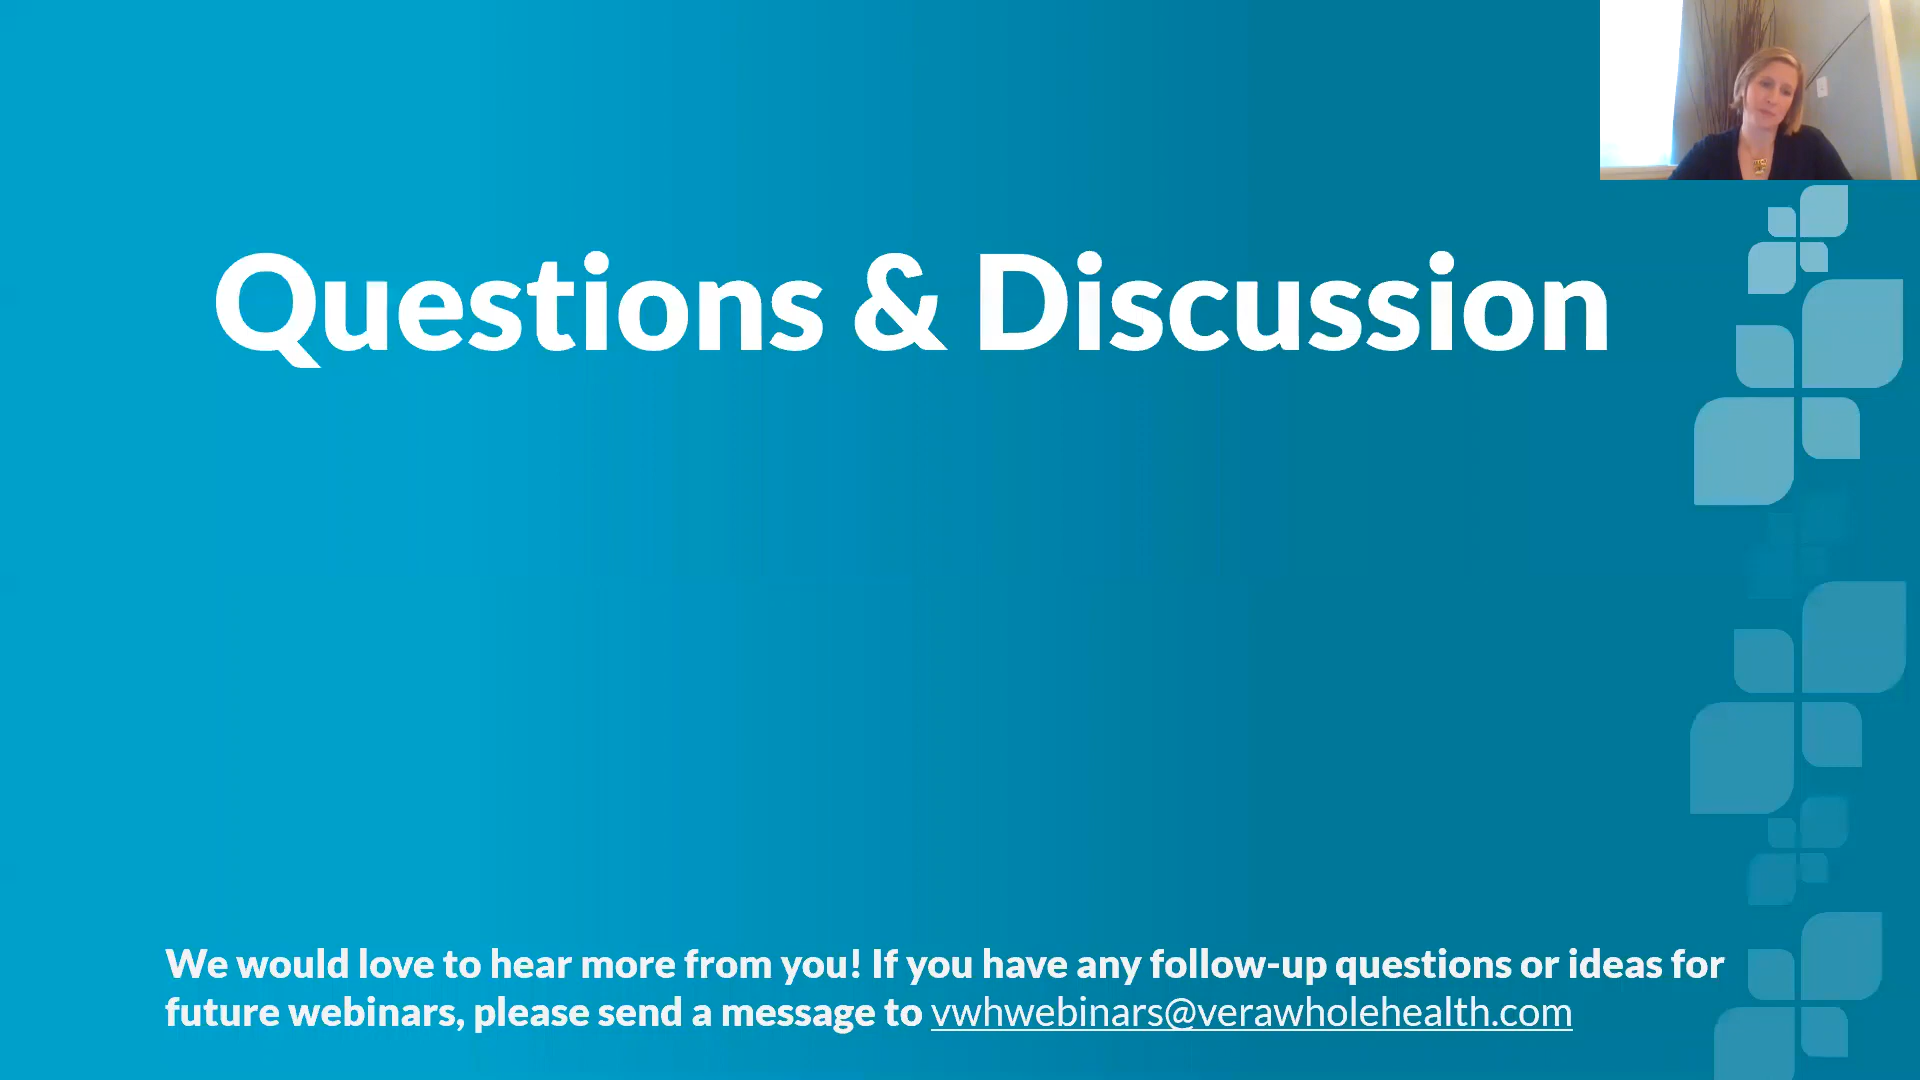 Questions & Discussion
We would love to hear more from you! If you have any follow-up questions or ideas for
future webinars, please send a message to vwhwebinars@verawholehealth.com